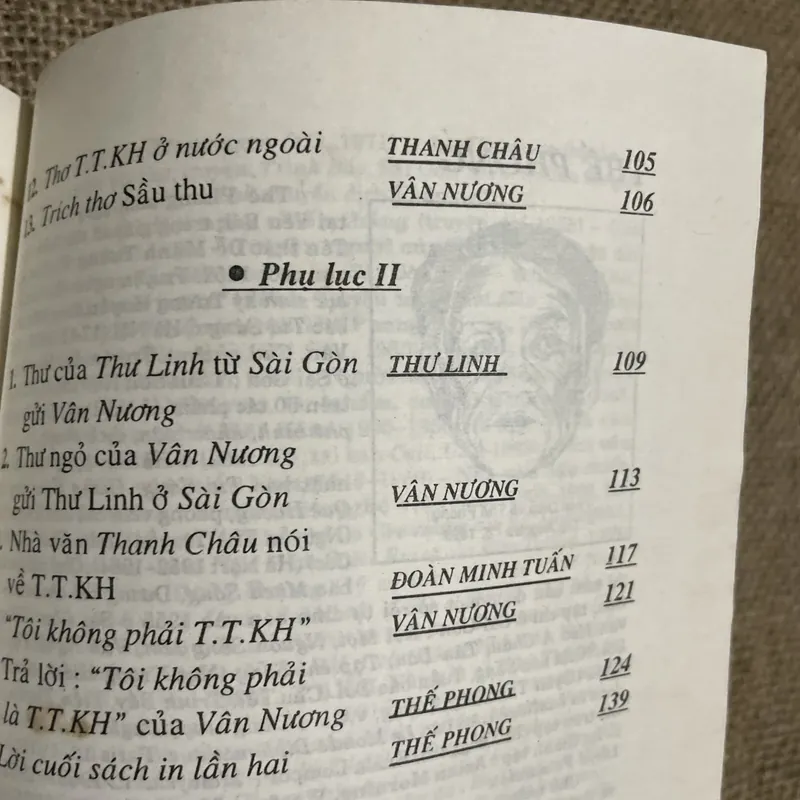 12. Thơ T.T.KH ở nước ngoài THANH CHÂU 105
13. Trích thơ Sầu thu VÂN NƯƠNG 106
• Phụ lục II
1. Thư của Thư Linh từ Sài Gòn THƯ LINH 109
gửi Vân Nương
2. Thư ngỏ của Vân Nương
gửi Thư Linh ở Sài Gòn VÂN NƯƠNG 113
. Nhà văn Thanh Châu nói
về T.T.KH ĐOÀN MINH TUẤN 117
"Tôi không phải T.T.KH" VÂN NƯƠNG 121
Trả lời : "Tôi không phải
là T.T.KH" của Vân Nương THẾ PHONG 124
Lời cuối sách in lần hai THẾ PHONG 139